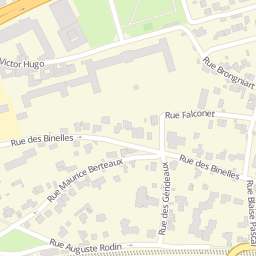 Victor Hugo
Rue Brongniart
Rue Falconet
Rue des Binelles
Rue Maurice Berteaux
Rue des Binelles
Rue des Gérideaux
Rue Blaise Pascal
Rue Auguste Rodin